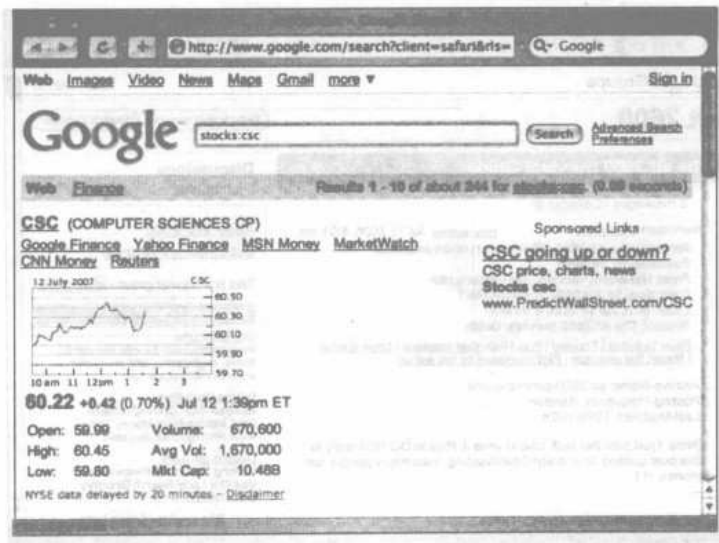 http://www.google.com/search?client=safari&rls= Google
Web Images Video News Maps Gmail more ▼ Sign in
Google stocks:csc Search Advanced Search
Preferences
Web Finance Results 1 - 10 of about 244 for stocks:csc. (0.09 seconds)
CSC (COMPUTER SCIENCES CP)
Google Finance Yahoo Finance MSN Money MarketWatch
CNN Money Reuters
12 July 2007 CSC
60.50
60.30
60.10
59.90
59.70
10am 11 12pm 1 2 3
60.22 +0.42 (0.70%) Jul 12 1:39pm ET
Open: 59.99 Volume: 670,600
High: 60.45 Avg Vol: 1,670,000
Low: 59.80 Mkt Cap: 10.48B
NYSE data delayed by 20 minutes - Disclaimer
Sponsored Links
CSC going up or down?
CSC price, charts, news
Stocks csc
www.PredictWallStreet.com/CSC